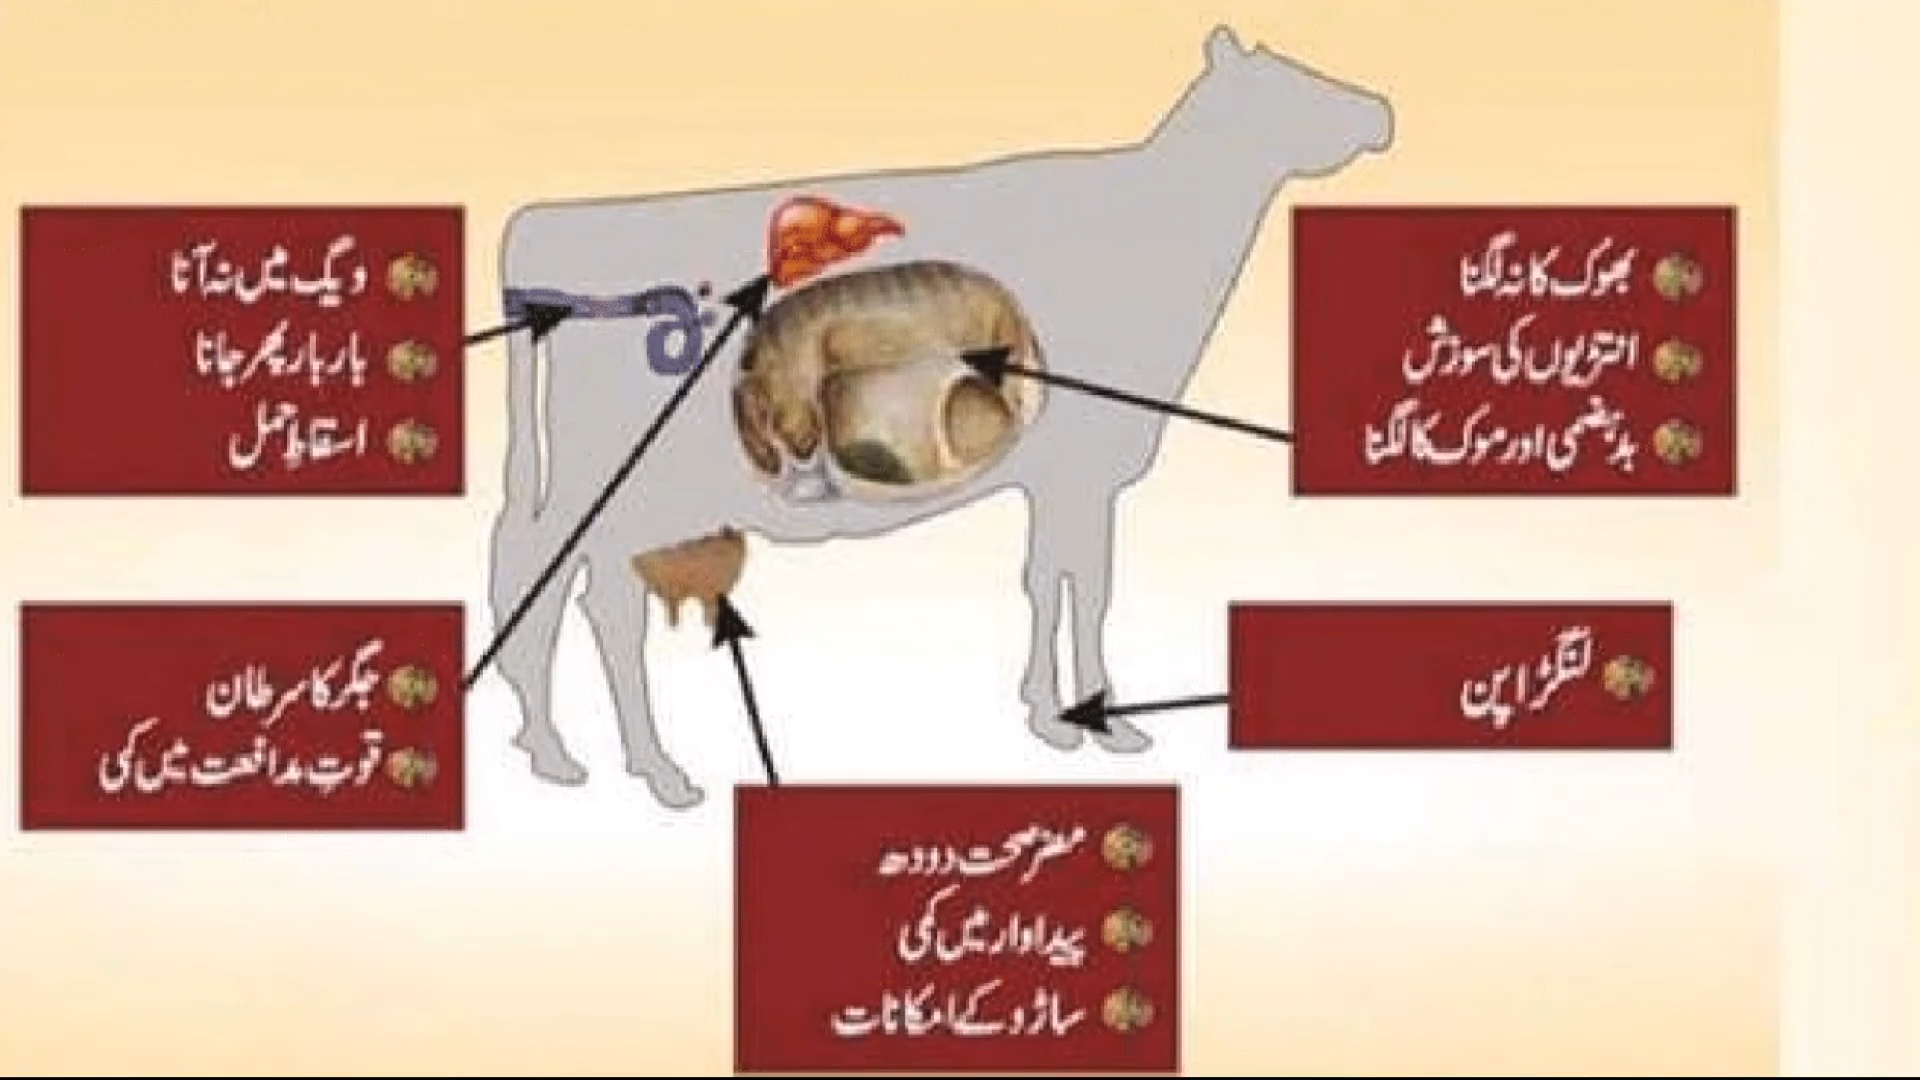 بھوک کا نہ لگنا
انتڑیوں کی سوزش
بدہضمی اور موک کا لگنا
ویگ میں نہ آنا
بار بار پھر جانا
اسقاطِ حمل
لنگڑا پن
جگر کا سرطان
قوتِ مدافعت میں کمی
مضر صحت دودھ
پیداوار میں کمی
ساڑو کے امکانات